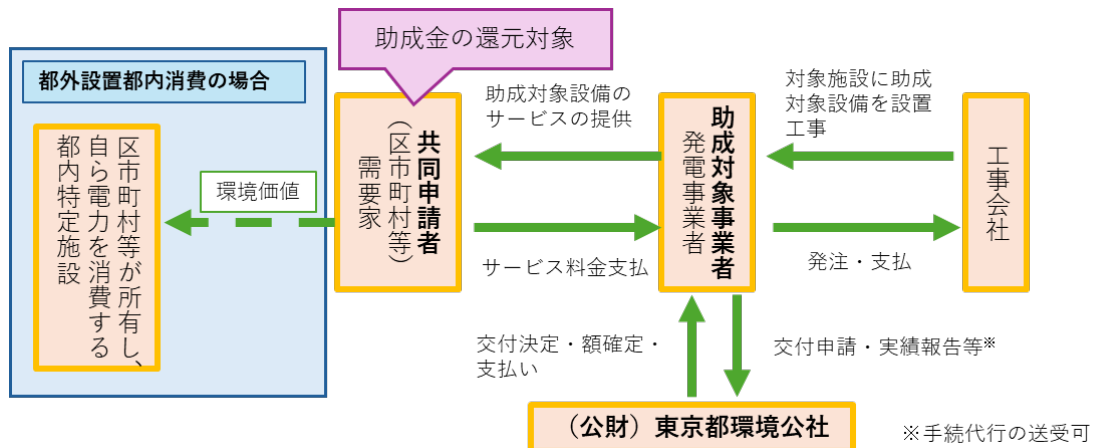 助成金の還元対象
都外設置都内消費の場合
区市町村等が所有し、
自ら電力を消費する
都内特定施設
環境価値
共同申請者
（区市町村等）
需要家
助成対象設備の
サービスの提供
サービス料金支払
助成対象事業者
発電事業者
対象施設に助成
対象設備を設置
工事
発注・支払
工事会社
交付決定・額確定・
支払い
交付申請・実績報告等※
（公財）東京都環境公社
※手続代行の送受可